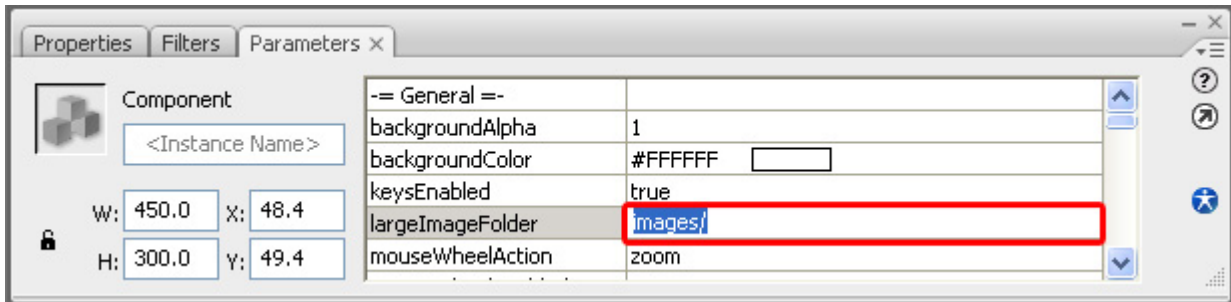 Properties Filters Parameters ×
Component
<Instance Name>
W: 450.0 X: 48.4
H: 300.0 Y: 49.4
-= General =-
backgroundAlpha 1
backgroundColor #FFFFFF
keysEnabled true
largeImageFolder images/
mouseWheelAction zoom